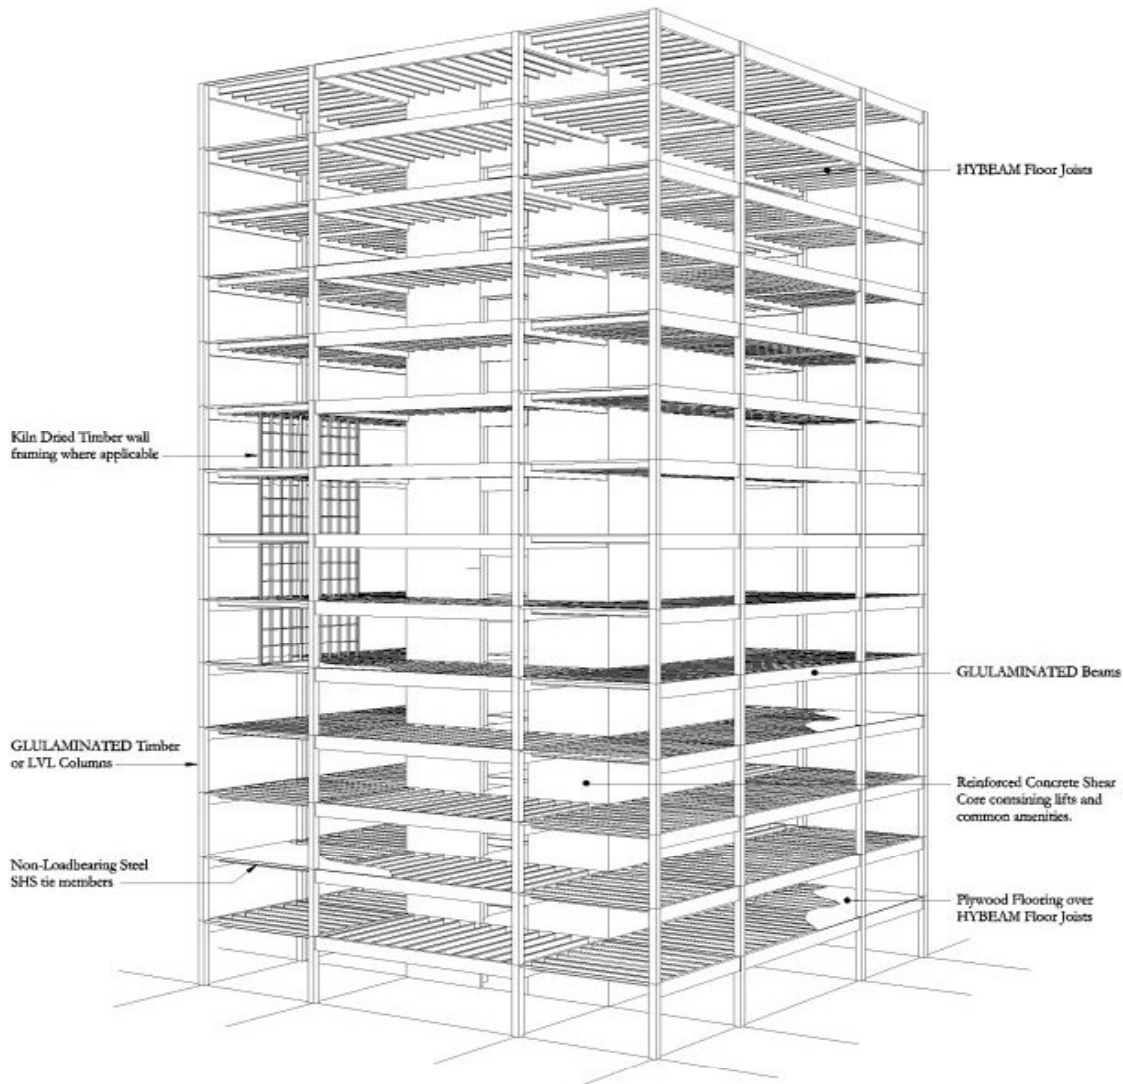 HYBEAM Floor Joists
Kiln Dried Timber wall
framing where applicable
GLULAMINATED Beams
GLULAMINATED Timber
or LVL Columns
Reinforced Concrete Shear
Core containing lifts and
common amenities.
Non-Loadbearing Steel
SHS tie members
Plywood Flooring over
HYBEAM Floor Joists